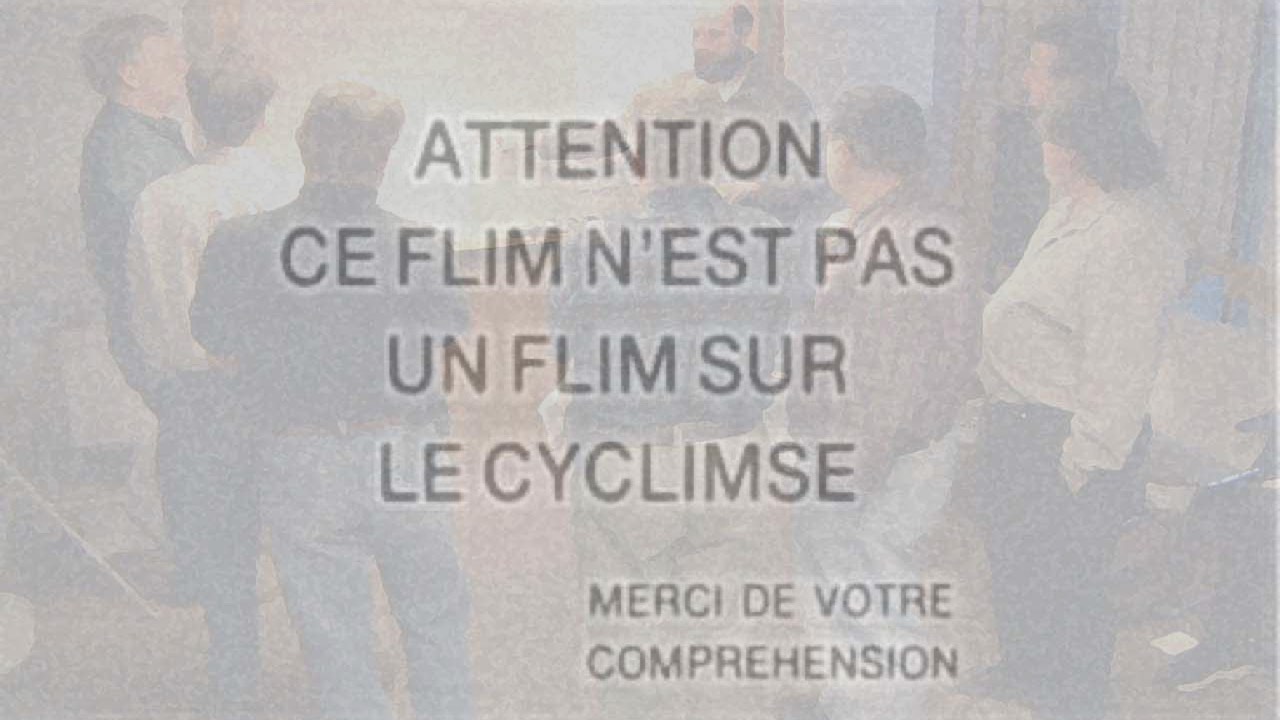 ATTENTION
CE FLIM N'EST PAS
UN FLIM SUR
LE CYCLIMSE
MERCI DE VOTRE
COMPREHENSION